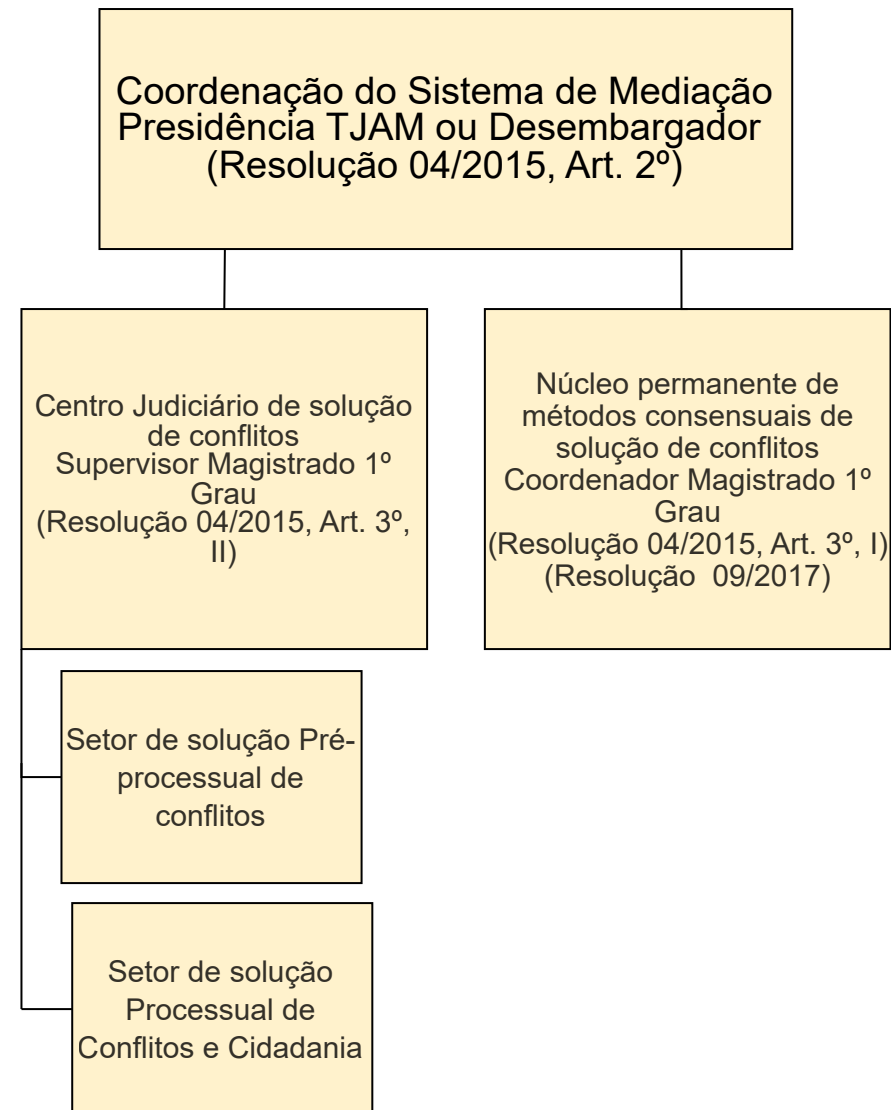 Coordenação do Sistema de Mediação
Presidência TJAM ou Desembargador
(Resolução 04/2015, Art. 2º)
Centro Judiciário de solução
de conflitos
Supervisor Magistrado 1º
Grau
(Resolução 04/2015, Art. 3º,
II)
Núcleo permanente de
métodos consensuais de
solução de conflitos
Coordenador Magistrado 1º
Grau
(Resolução 04/2015, Art. 3º, I)
(Resolução  09/2017)
Setor de solução Pré-
processual de
conflitos
Setor de solução
Processual de
Conflitos e Cidadania